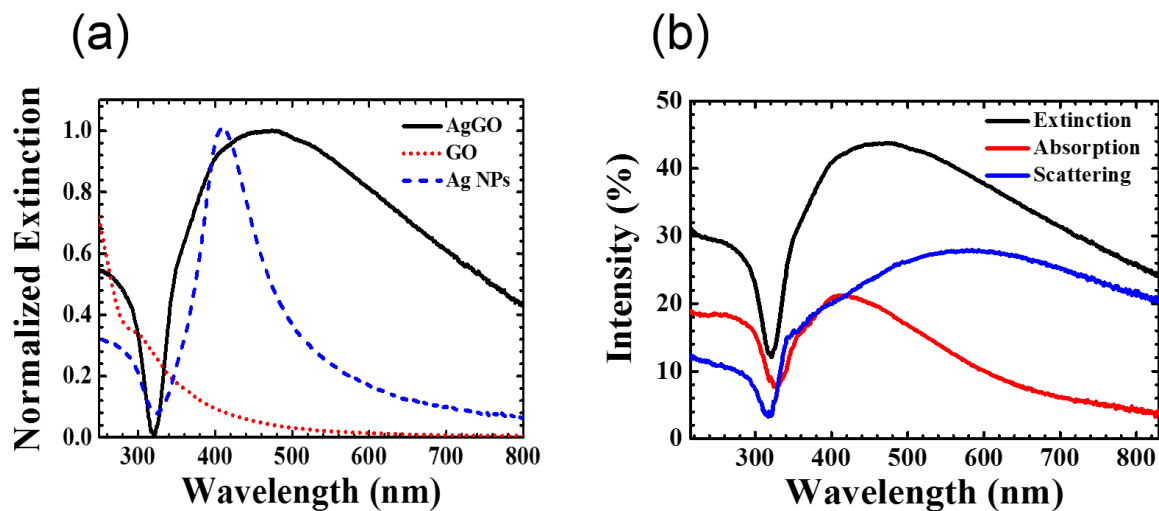 (a)
Normalized Extinction
1.0
0.8
0.6
0.4
0.2
0.0
AgGO
GO
Ag NPs
300 400 500 600 700 800
Wavelength (nm)
(b)
Intensity (%)
50
40
30
20
10
0
Extinction
Absorption
Scattering
300 400 500 600 700 800
Wavelength (nm)